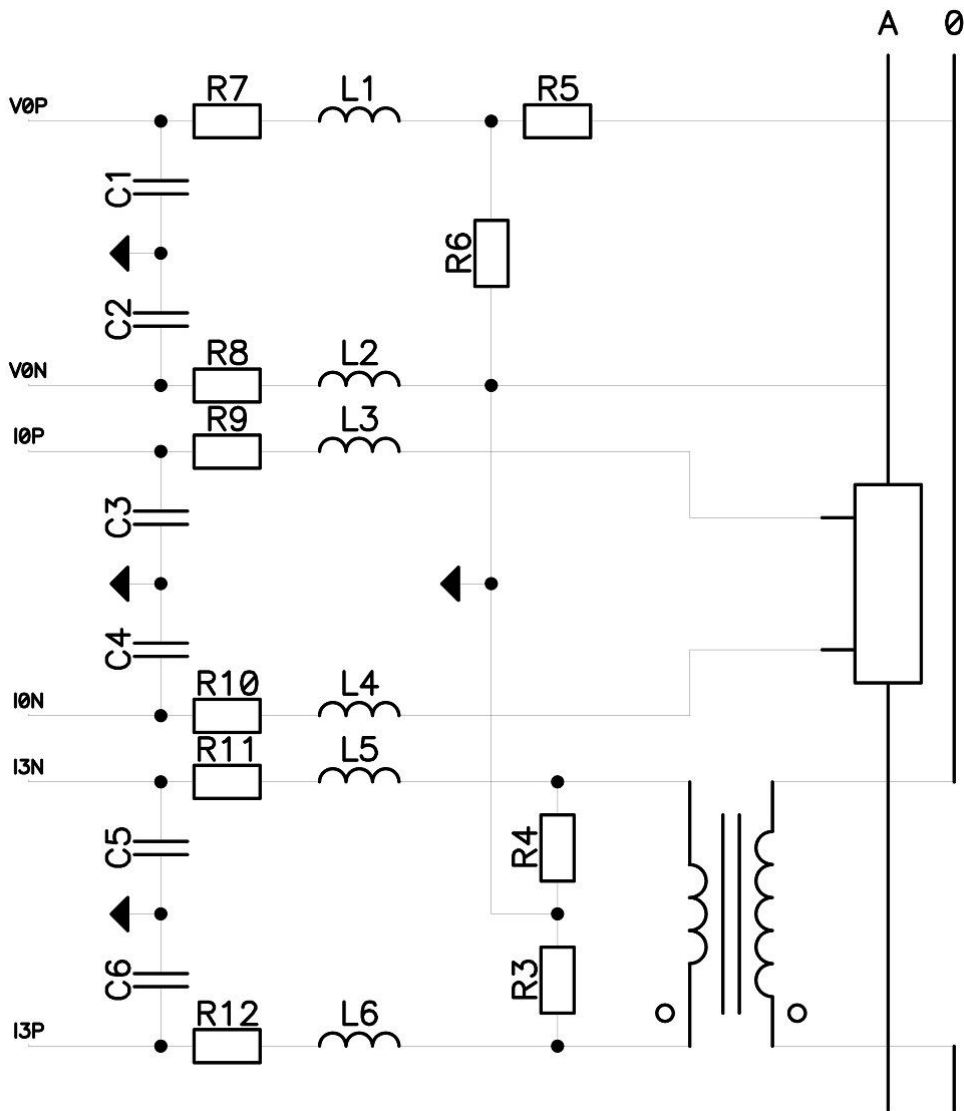 A 0
V0P R7 L1 R5
C1
R6
C2
V0N R8 L2
I0P R9 L3
C3
C4
I0N R10 L4
I3N R11 L5
C5 R4
C6 R3
I3P R12 L6